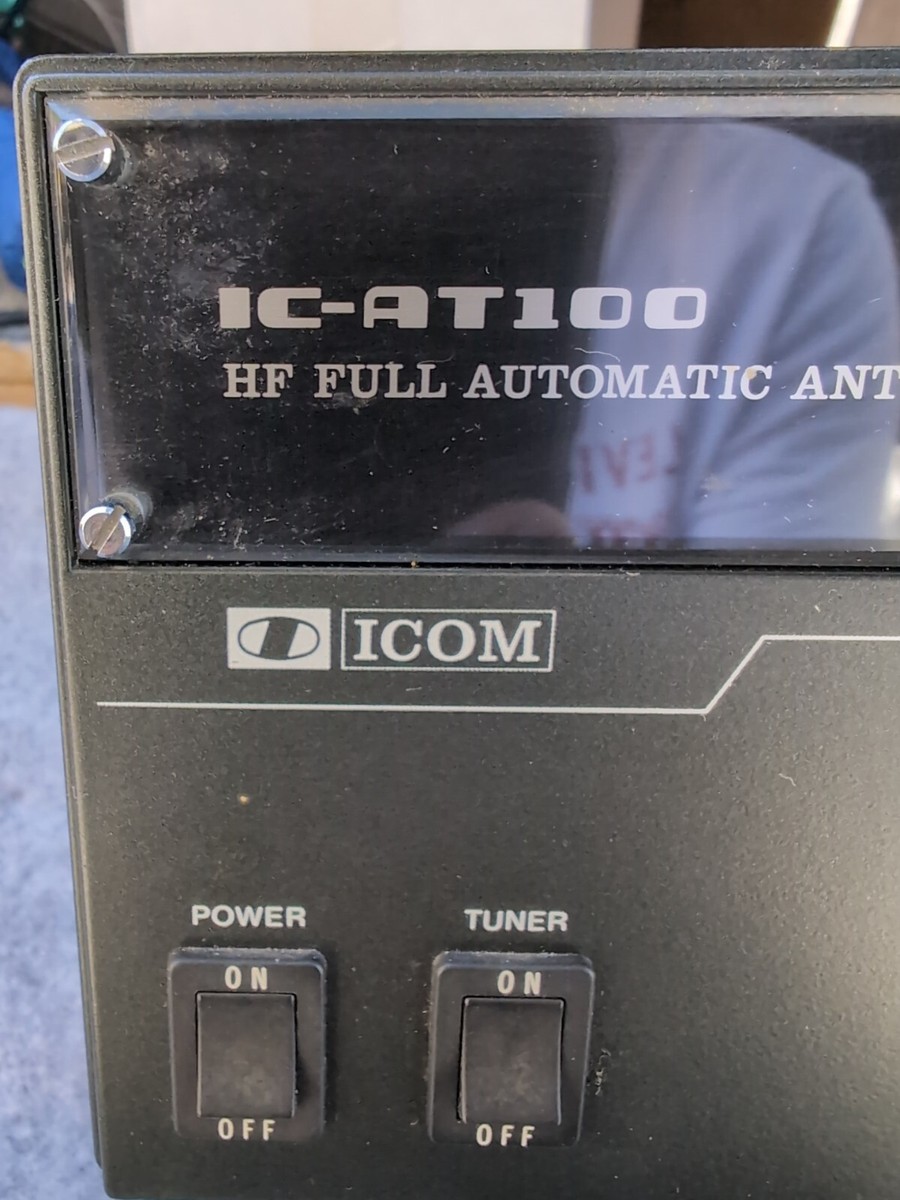 IC-AT100
HF FULL AUTOMATIC ANT
ICOM
POWER
TUNER
ON
ON
OFF
OFF